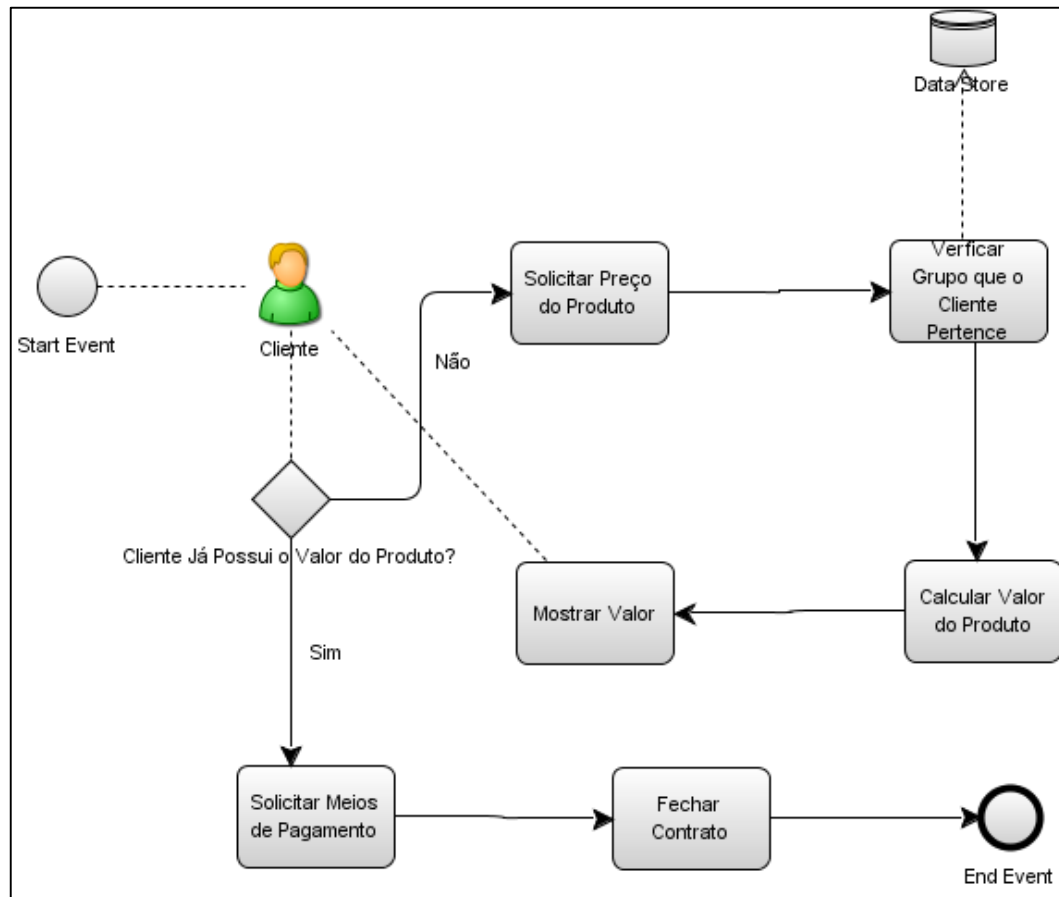 Data Store
Start Event
Cliente
Solicitar Preço
do Produto
Verficar
Grupo que o
Cliente
Pertence
Não
Cliente Já Possui o Valor do Produto?
Mostrar Valor
Calcular Valor
do Produto
Sim
Solicitar Meios
de Pagamento
Fechar
Contrato
End Event